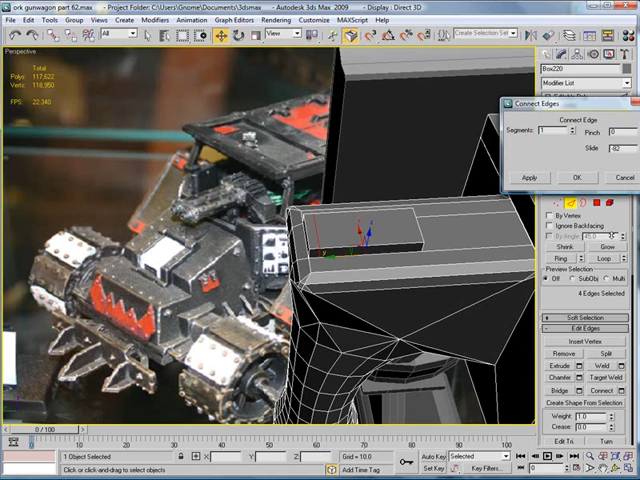 ork gunwagon part 62.max - Project Folder: C:\Users\Gnome\Documents\3dsmax - Autodesk 3ds Max 2009 - Display : Direct 3D
File Edit Tools Group Views Create Modifiers Animation Graph Editors Rendering Customize MAXScript Help
All View Create Selection Set
Perspective
Total
Polys: 117,622
Verts: 118,950
FPS: 22.340
Box220
Modifier List
Connect Edges
Connect Edge
Segments: 1 Pinch 0
Slide -82
Apply OK Cancel
By Vertex
Ignore Backfacing
By Angle: 45.0
Shrink Grow
Ring Loop
Preview Selection
Off SubObj Multi
4 Edges Selected
Soft Selection
Edit Edges
Insert Vertex
Remove Split
Extrude Weld
Chamfer Target Weld
Bridge Connect
Create Shape From Selection
Weight: 1.0
Crease: 0.0
Edit Tri Turn
0 / 100
0 10 20 30 40 50 60 70 80 90 100
1 Object Selected X: Y: Z: Grid = 10.0 Auto Key Selected
Click or click-and-drag to select objects Add Time Tag Set Key Key Filters... 0